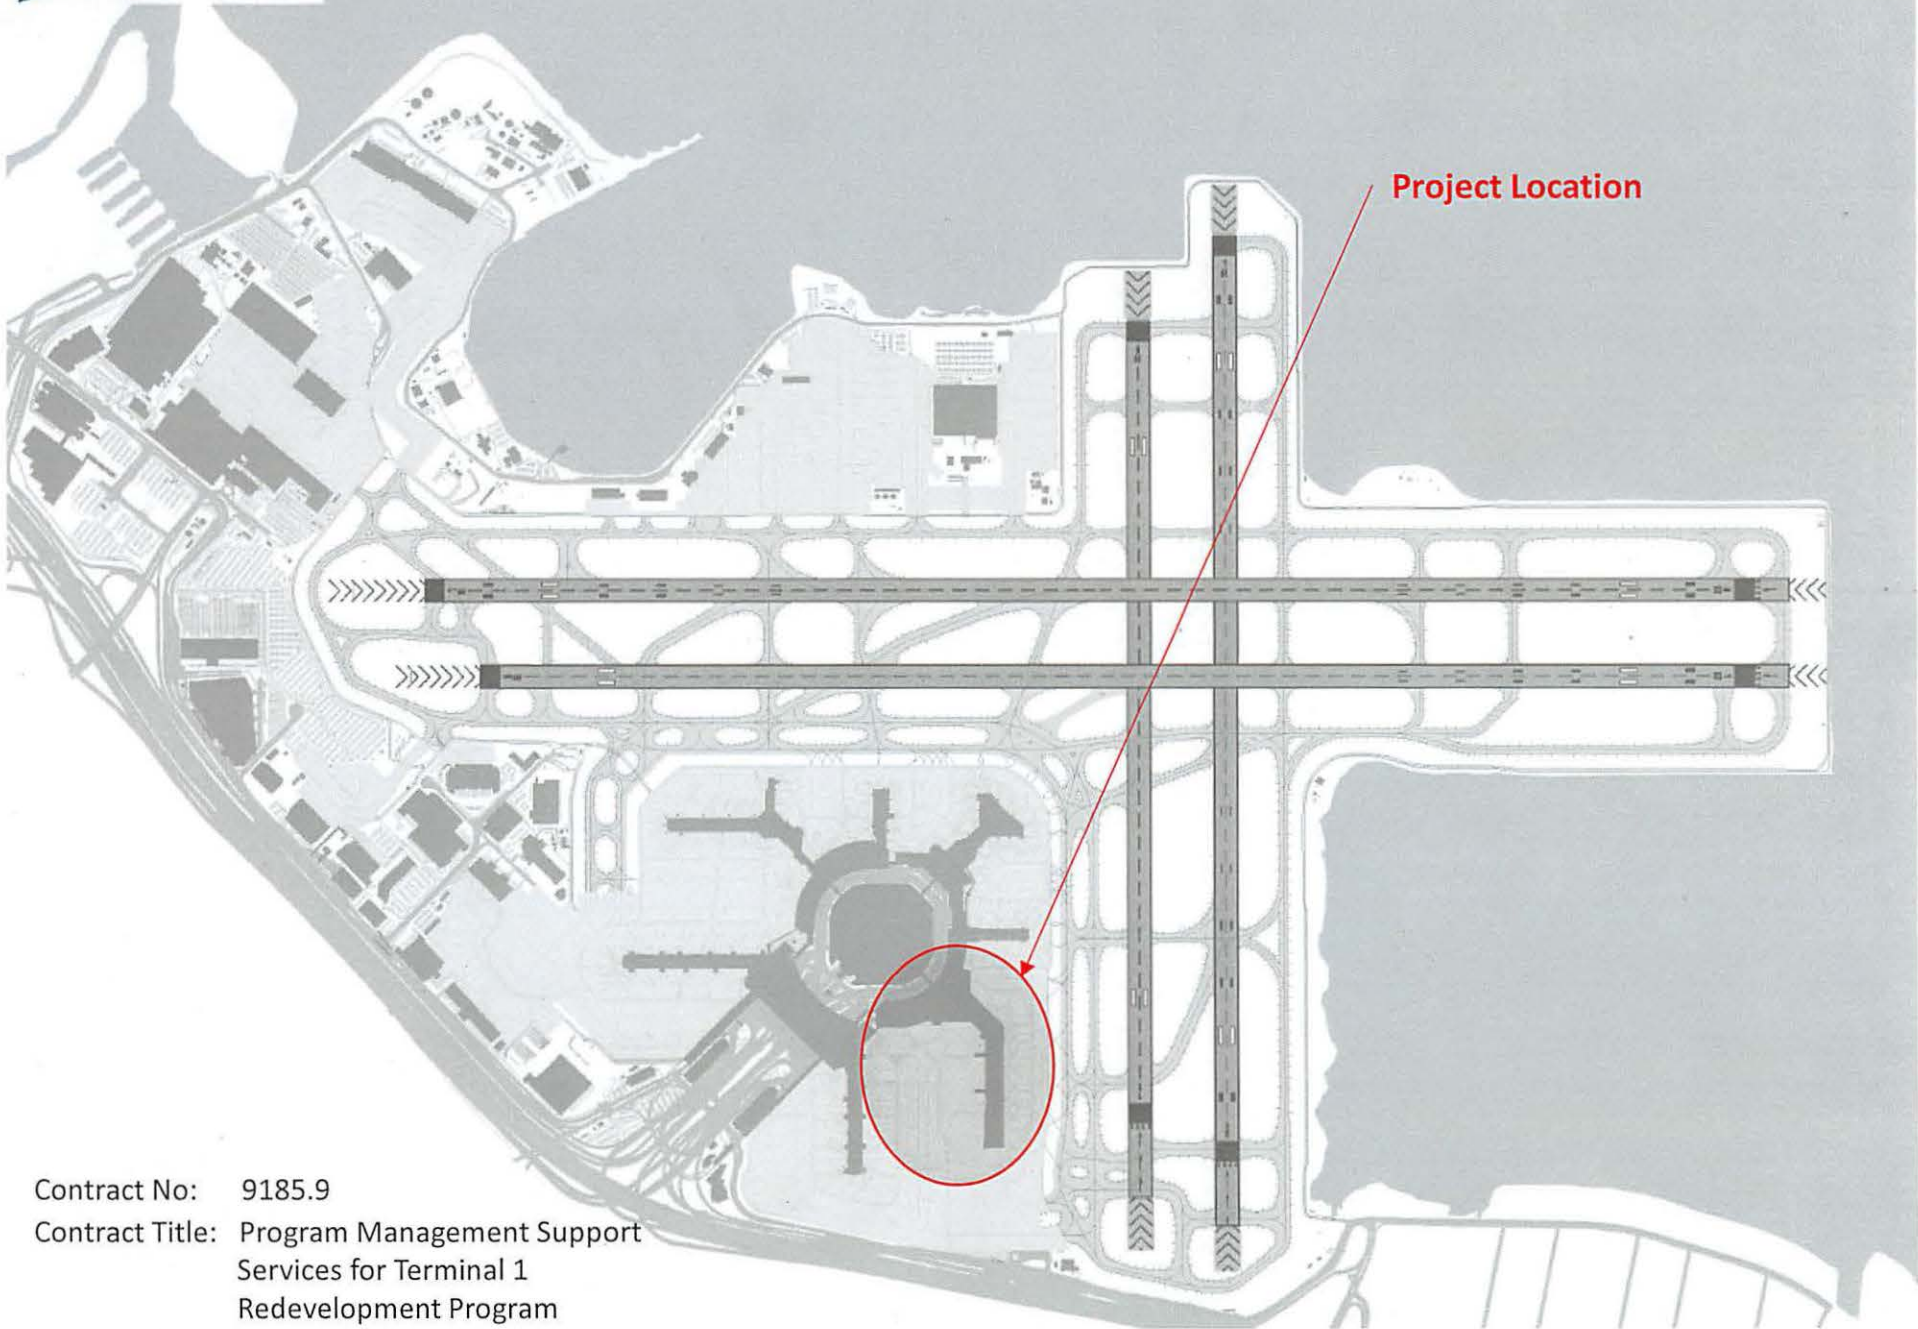 Project Location
Contract No: 9185.9
Contract Title: Program Management Support
Services for Terminal 1
Redevelopment Program